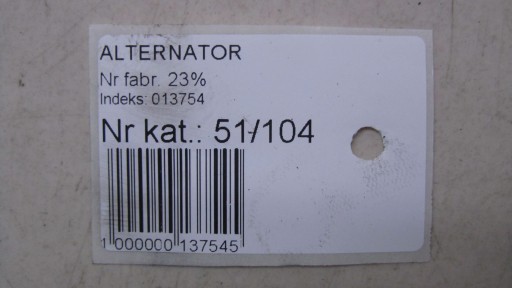 ALTERNATOR
Nr fabr. 23%
Indeks: 013754
Nr kat.: 51/104
1 000000 137545